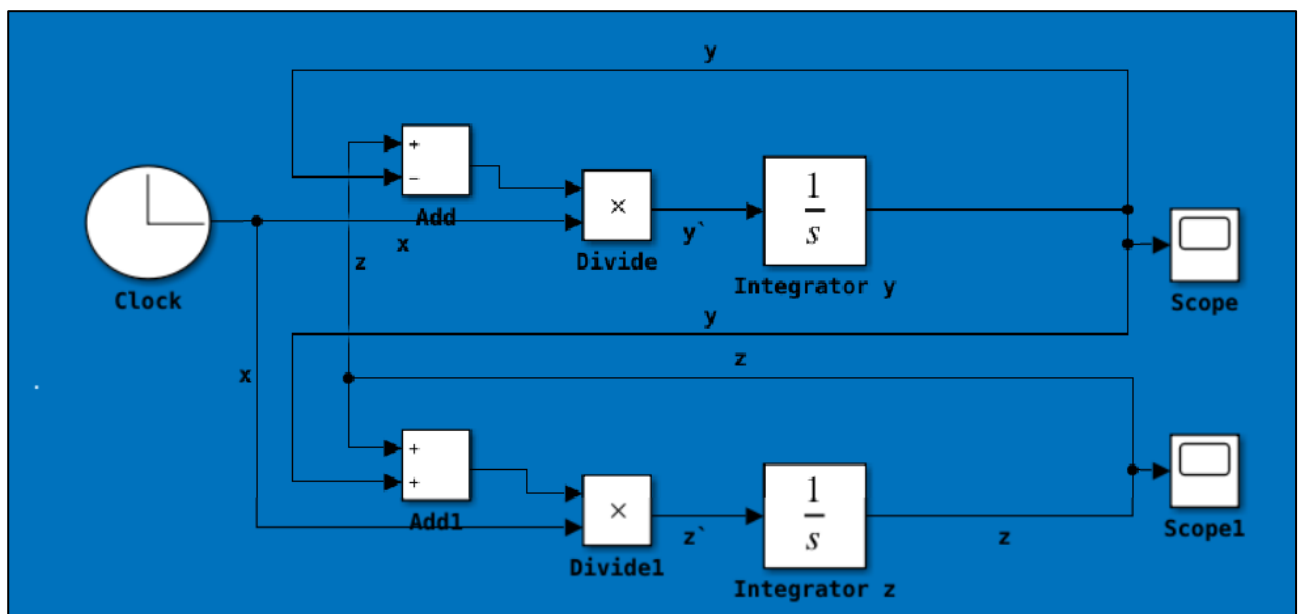 y
+
−
Add
×
Divide
x
z
y`
1
s
Integrator y
Clock
Scope
y
z
x
+
+
Add1
×
Divide1
z`
1
s
Integrator z
z
Scope1